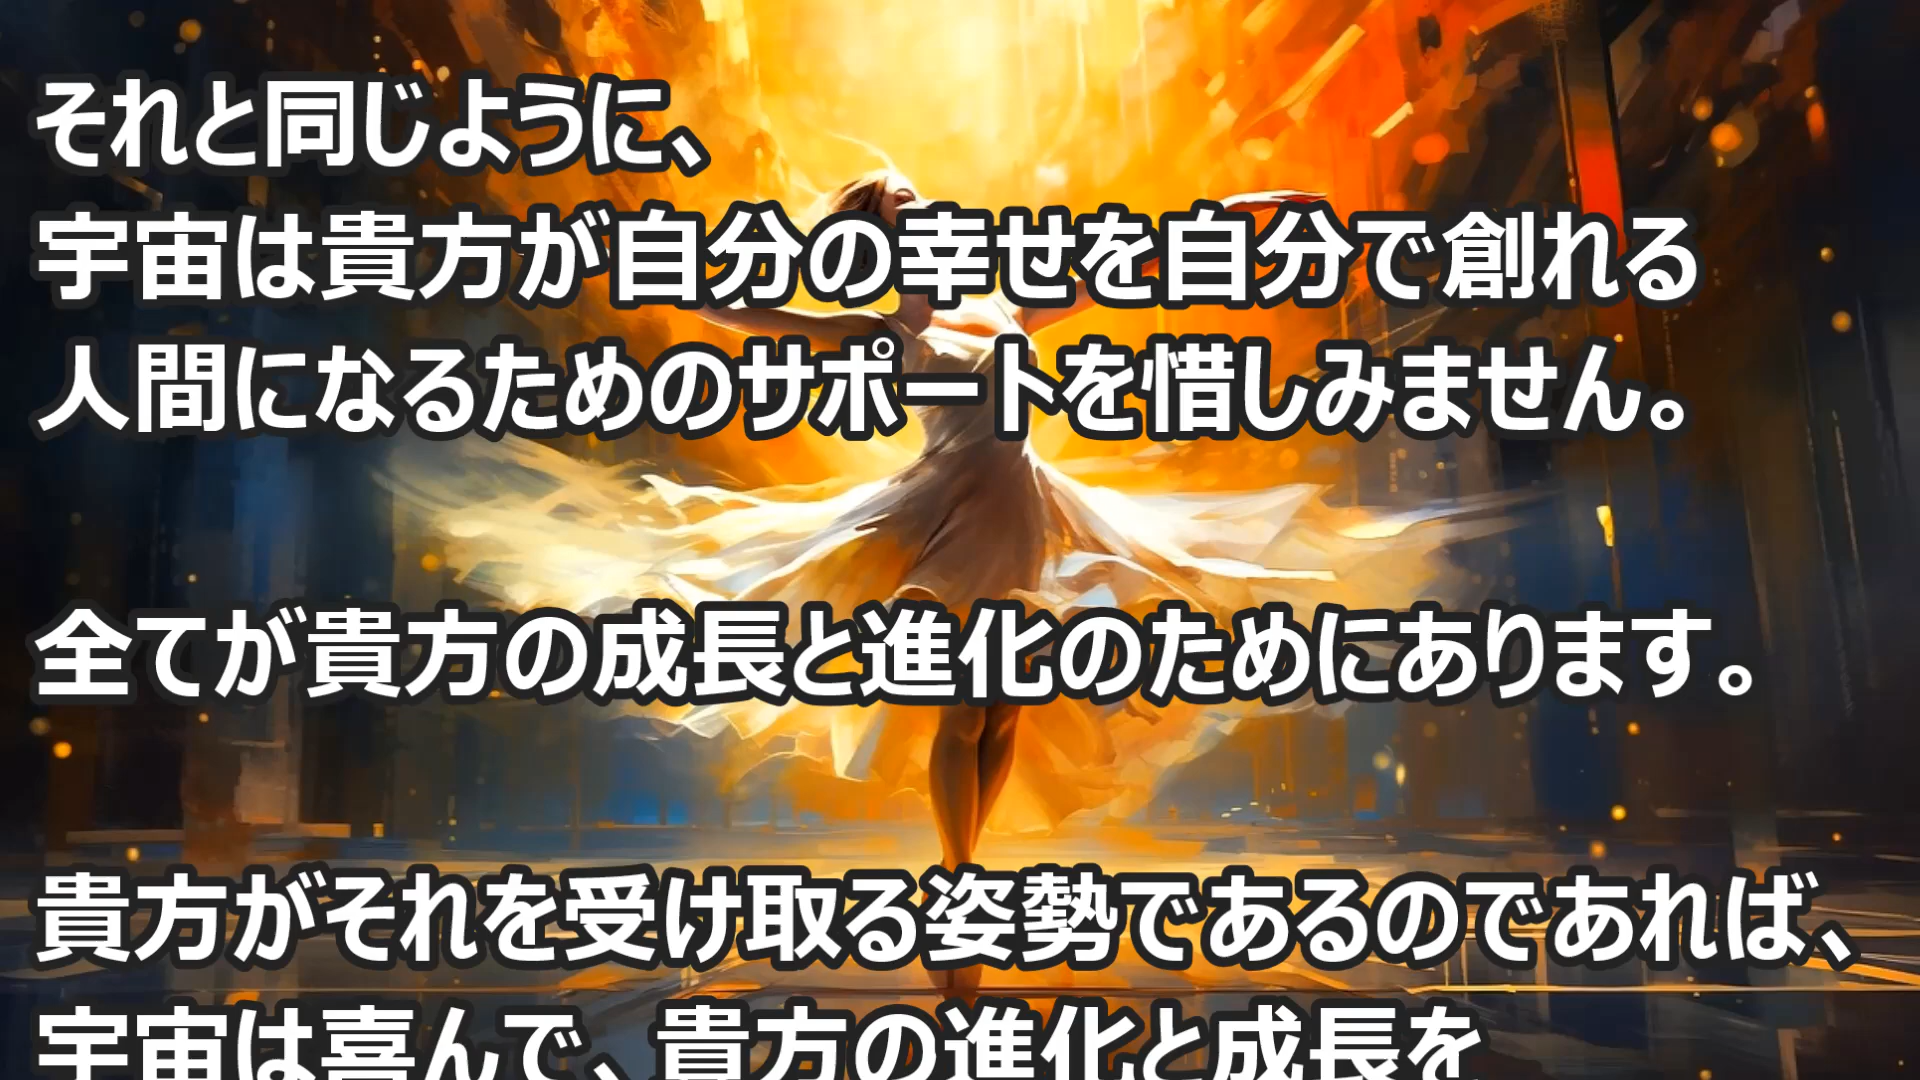 それと同じように、
宇宙は貴方が自分の幸せを自分で創れる
人間になるためのサポートを惜しみません。
全てが貴方の成長と進化のためにあります。
貴方がそれを受け取る姿勢であるのであれば、
宇宙は喜んで、貴方の進化と成長を